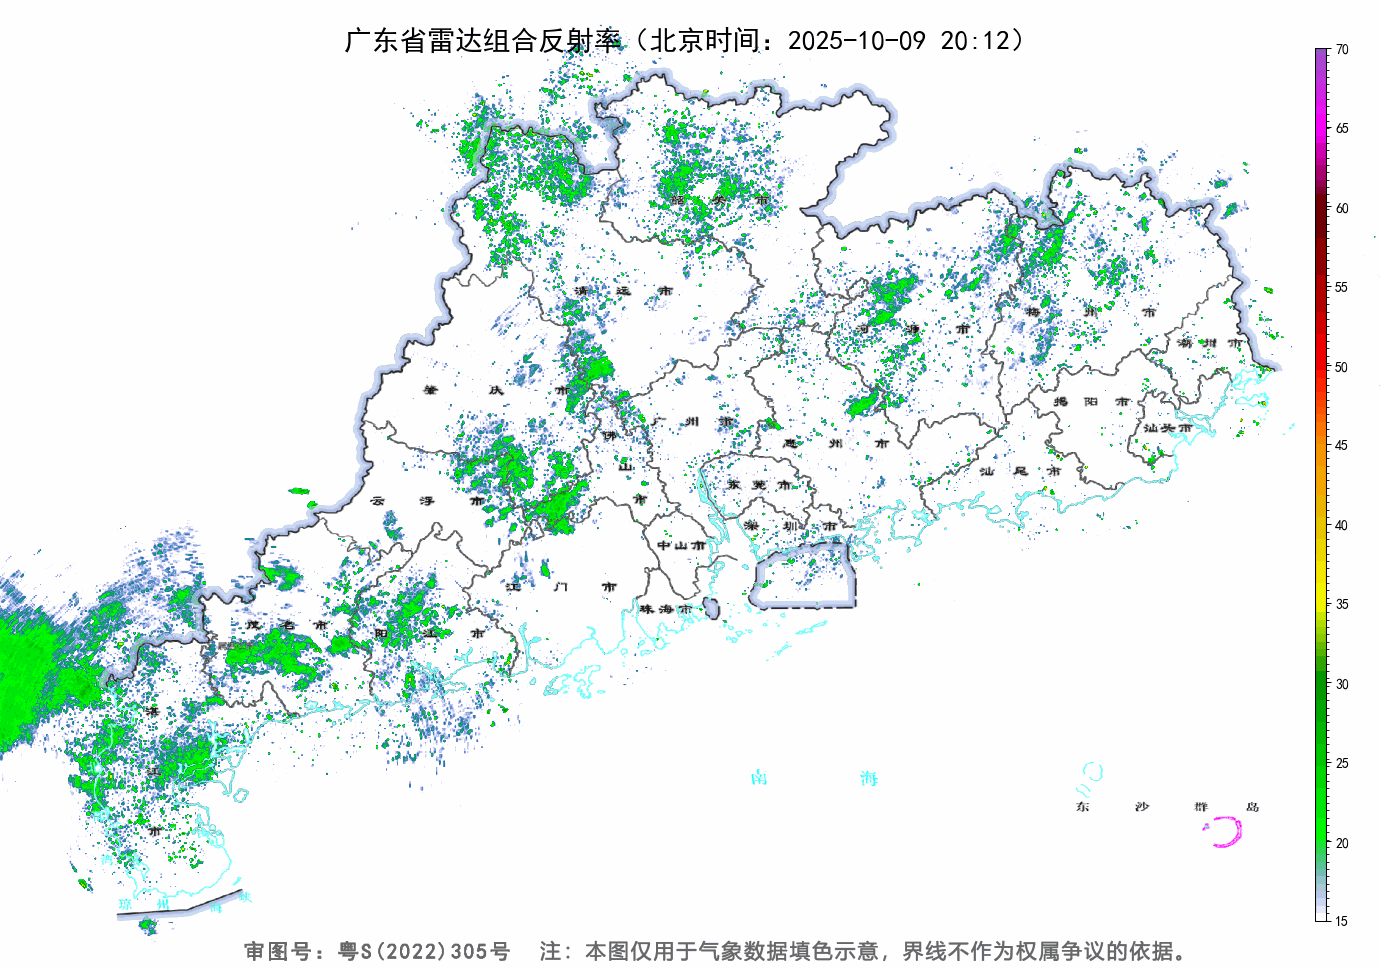 广东省雷达组合反射率（北京时间：2025-10-09 20:12）
70
65
60
55
50
45
40
35
30
25
20
15
韶关市
清远市
河源市
梅州市
潮州市
肇庆市
揭阳市
汕头市
广州市
佛山市
惠州市
汕尾市
东莞市
云浮市
深圳市
中山市
江门市
珠海市
茂名市
阳江市
湛江市
南海
东沙群岛
琼州海峡
审图号：粤S(2022)305号 注：本图仅用于气象数据填色示意，界线不作为权属争议的依据。